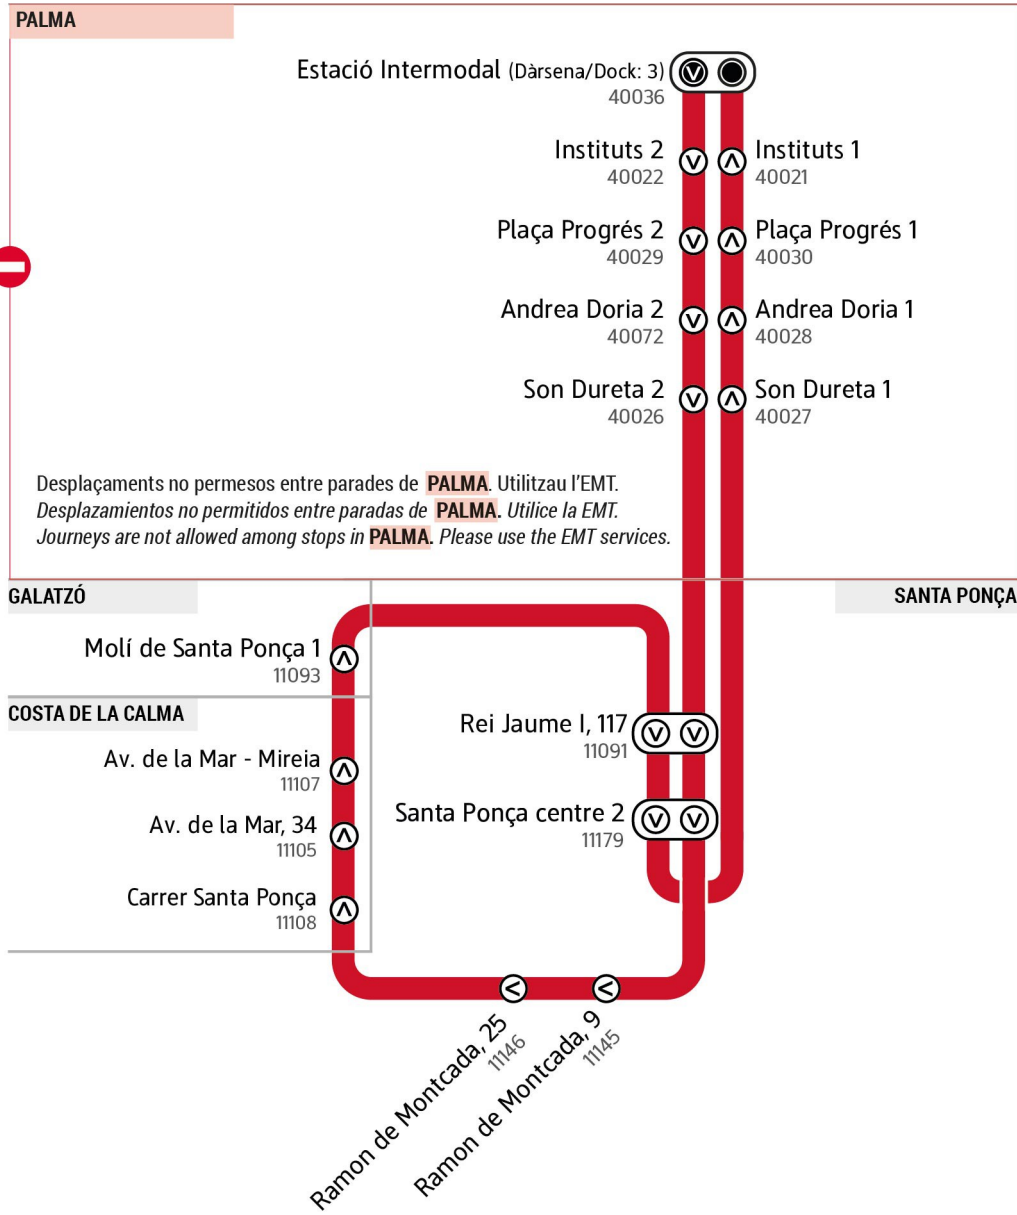 PALMA
Estació Intermodal (Dàrsena/Dock: 3)
40036
Instituts 2
40022
Instituts 1
40021
Plaça Progrés 2
40029
Plaça Progrés 1
40030
Andrea Doria 2
40072
Andrea Doria 1
40028
Son Dureta 2
40026
Son Dureta 1
40027
Desplaçaments no permesos entre parades de PALMA. Utilitzau l'EMT.
Desplazamientos no permitidos entre paradas de PALMA. Utilice la EMT.
Journeys are not allowed among stops in PALMA. Please use the EMT services.
GALATZÓ
SANTA PONÇA
Molí de Santa Ponça 1
11093
COSTA DE LA CALMA
Rei Jaume I, 117
11091
Av. de la Mar - Mireia
11107
Santa Ponça centre 2
11179
Av. de la Mar, 34
11105
Carrer Santa Ponça
11108
Ramon de Montcada, 25
11146
Ramon de Montcada, 9
11145